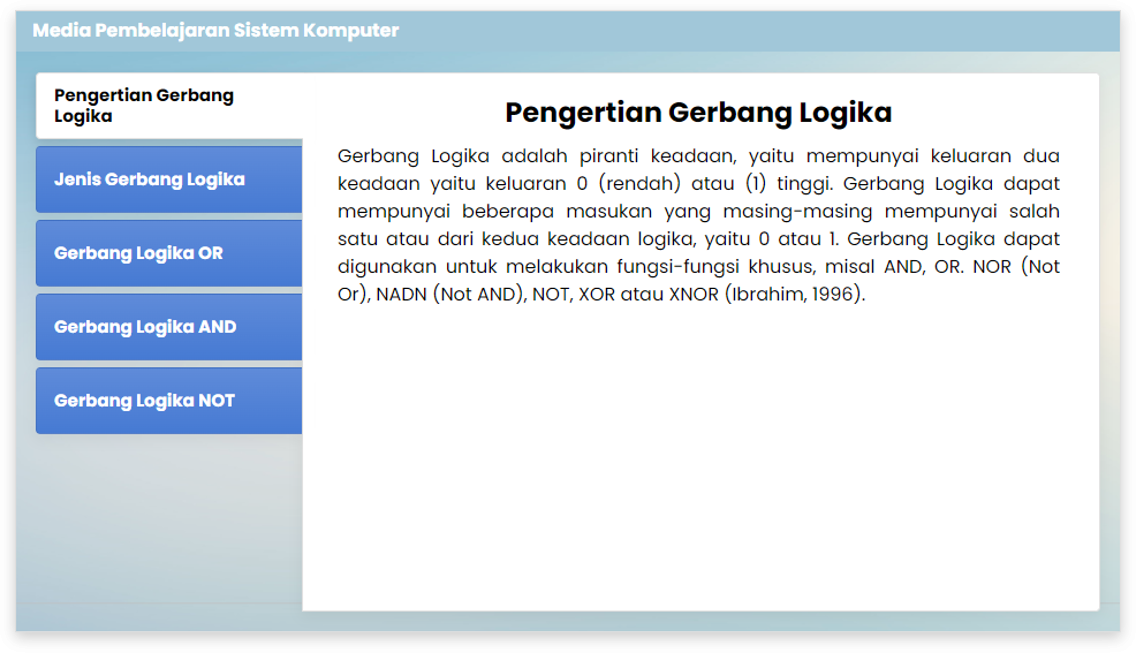 Media Pembelajaran Sistem Komputer
Pengertian Gerbang
Logika
Jenis Gerbang Logika
Gerbang Logika OR
Gerbang Logika AND
Gerbang Logika NOT
Pengertian Gerbang Logika
Gerbang Logika adalah piranti keadaan, yaitu mempunyai keluaran dua
keadaan yaitu keluaran 0 (rendah) atau (1) tinggi. Gerbang Logika dapat
mempunyai beberapa masukan yang masing-masing mempunyai salah
satu atau dari kedua keadaan logika, yaitu 0 atau 1. Gerbang Logika dapat
digunakan untuk melakukan fungsi-fungsi khusus, misal AND, OR. NOR (Not
Or), NADN (Not AND), NOT, XOR atau XNOR (Ibrahim, 1996).